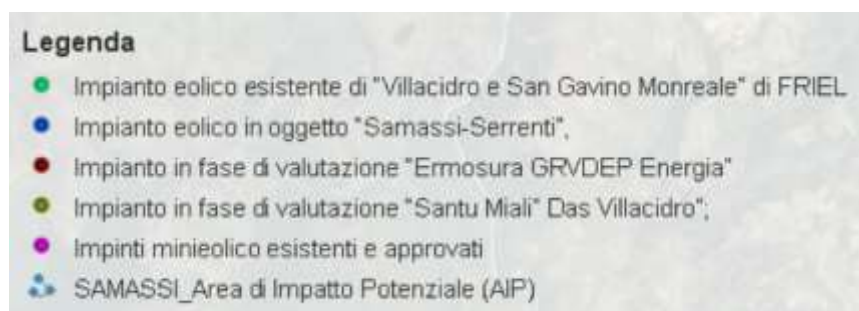 Legenda
Impianto eolico esistente di "Villacidro e San Gavino Monreale" di FRIEL
Impianto eolico in oggetto "Samassi-Serrenti",
Impianto in fase di valutazione "Ermosura GRVDEP Energia"
Impianto in fase di valutazione "Santu Miali" Das Villacidro";
Impinti minieolico esistenti e approvati
SAMASSI_Area di Impatto Potenziale (AIP)